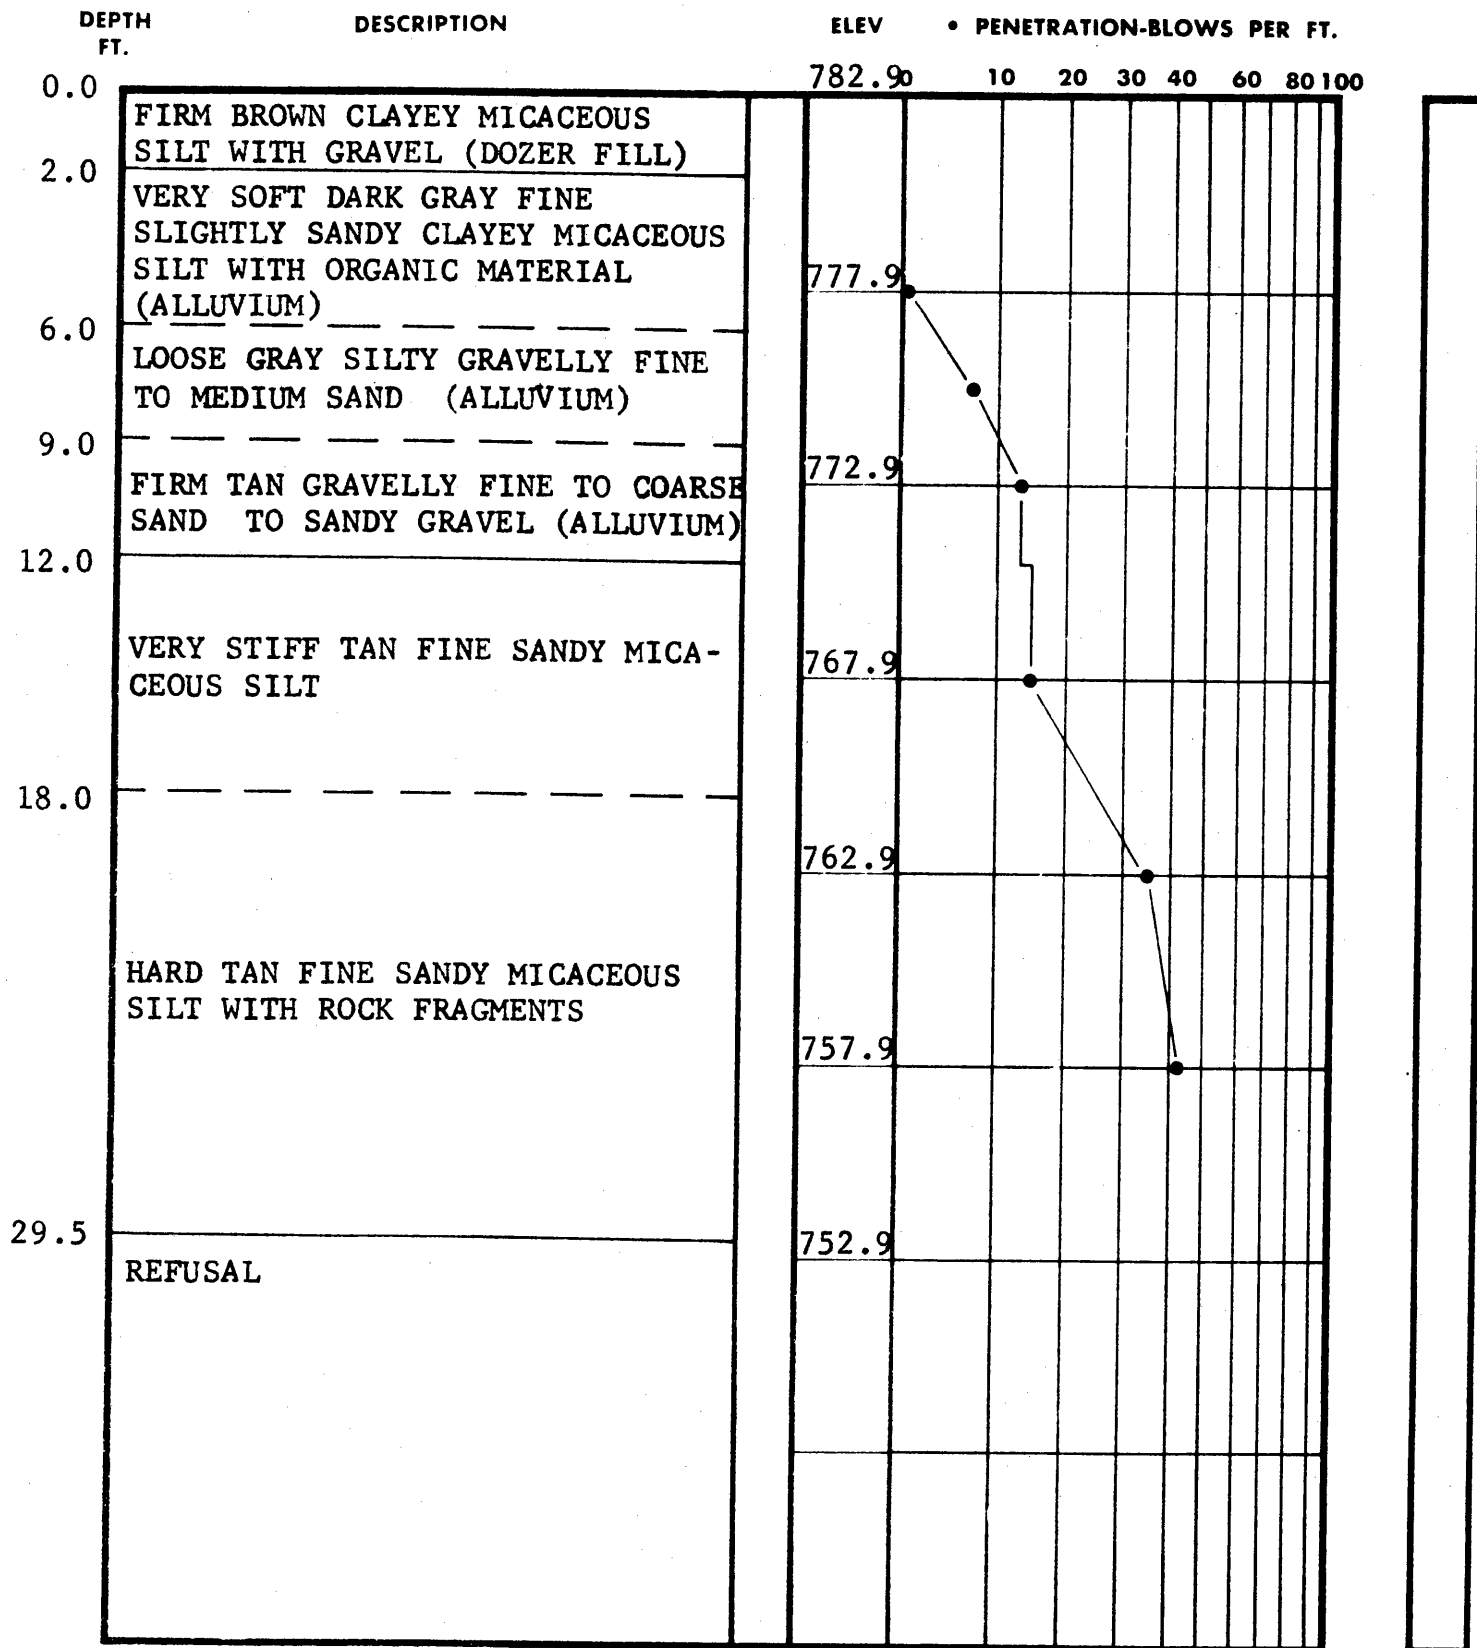 DEPTH FT.
DESCRIPTION
ELEV
• PENETRATION-BLOWS PER FT.
782.9
0 10 20 30 40 60 80 100
0.0
FIRM BROWN CLAYEY MICACEOUS
SILT WITH GRAVEL (DOZER FILL)
2.0
VERY SOFT DARK GRAY FINE
SLIGHTLY SANDY CLAYEY MICACEOUS
SILT WITH ORGANIC MATERIAL
(ALLUVIUM)
777.9
6.0
LOOSE GRAY SILTY GRAVELLY FINE
TO MEDIUM SAND (ALLUVIUM)
9.0
772.9
FIRM TAN GRAVELLY FINE TO COARSE
SAND TO SANDY GRAVEL (ALLUVIUM)
12.0
VERY STIFF TAN FINE SANDY MICA-
CEOUS SILT
767.9
18.0
762.9
HARD TAN FINE SANDY MICACEOUS
SILT WITH ROCK FRAGMENTS
757.9
29.5
752.9
REFUSAL